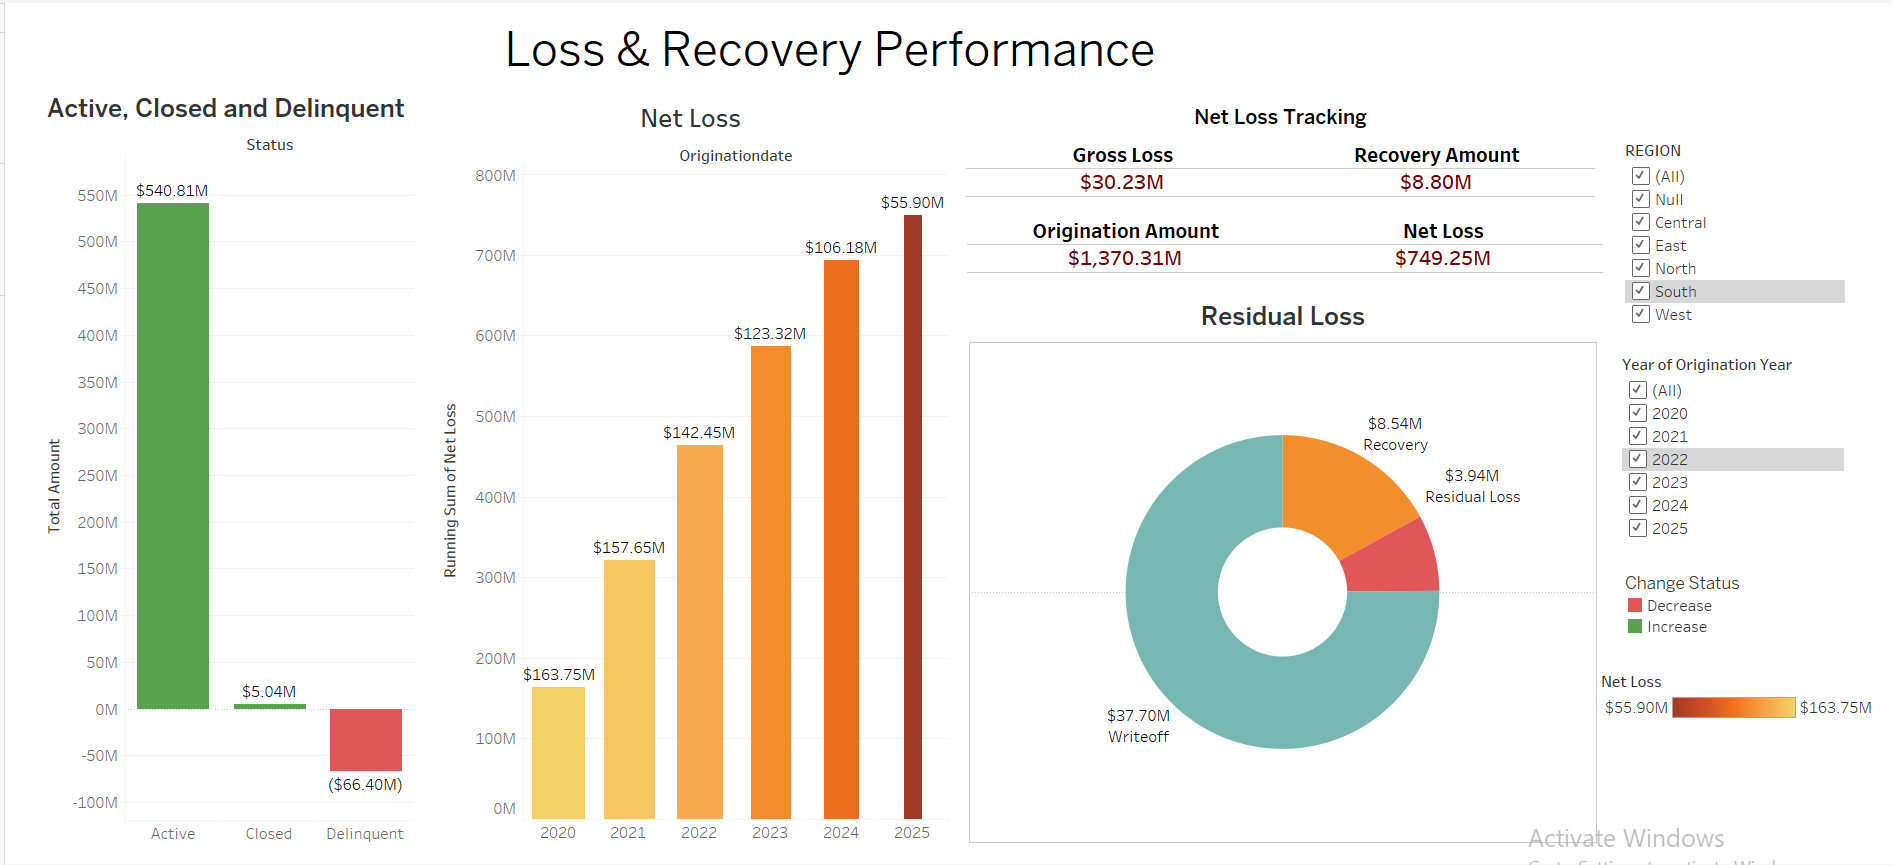 Loss & Recovery Performance
Active, Closed and Delinquent
Status
Total Amount
550M
500M
450M
400M
350M
300M
250M
200M
150M
100M
50M
0M
-50M
-100M
$540.81M
$5.04M
($66.40M)
Active Closed Delinquent
Net Loss
Originationdate
Running Sum of Net Loss
800M
700M
600M
500M
400M
300M
200M
100M
0M
$163.75M
$157.65M
$142.45M
$123.32M
$106.18M
$55.90M
2020 2021 2022 2023 2024 2025
Net Loss Tracking
Gross Loss Recovery Amount
$30.23M $8.80M
Origination Amount Net Loss
$1,370.31M $749.25M
Residual Loss
$8.54M
Recovery
$3.94M
Residual Loss
$37.70M
Writeoff
REGION
(All)
Null
Central
East
North
South
West
Year of Origination Year
(All)
2020
2021
2022
2023
2024
2025
Change Status
Decrease
Increase
Net Loss
$55.90M $163.75M
Activate Windows